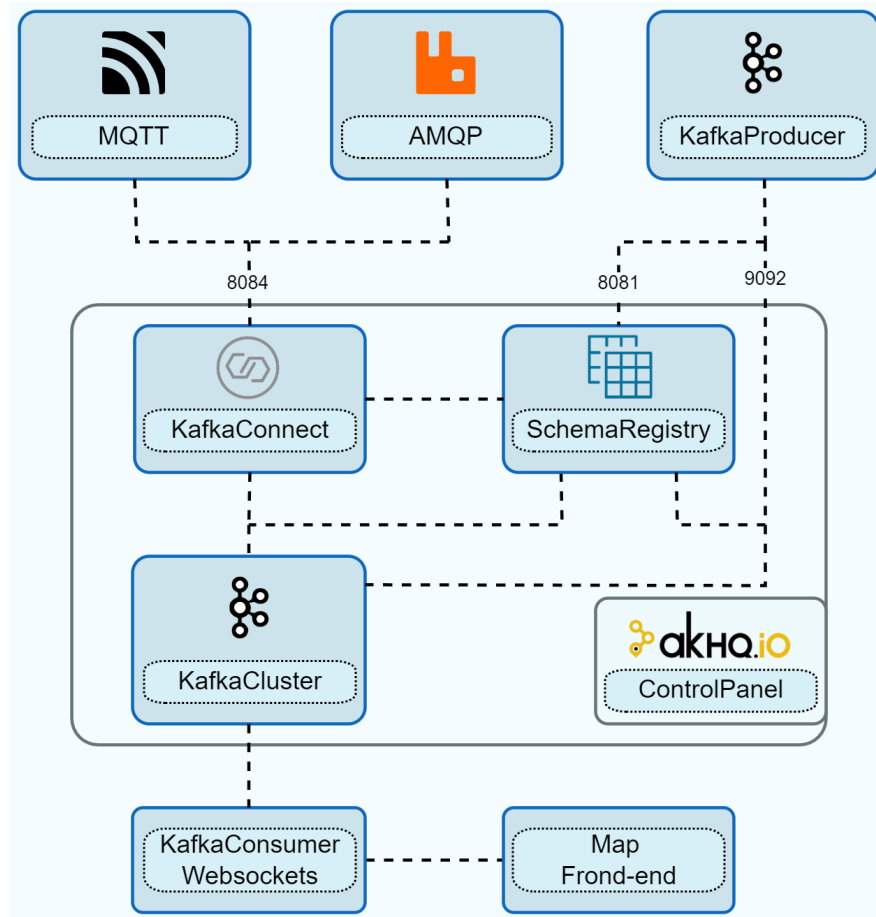 MQTT
AMQP
KafkaProducer
8084
8081
9092
KafkaConnect
SchemaRegistry
KafkaCluster
akHQ.iO
ControlPanel
KafkaConsumer
Websockets
Map
Frond-end